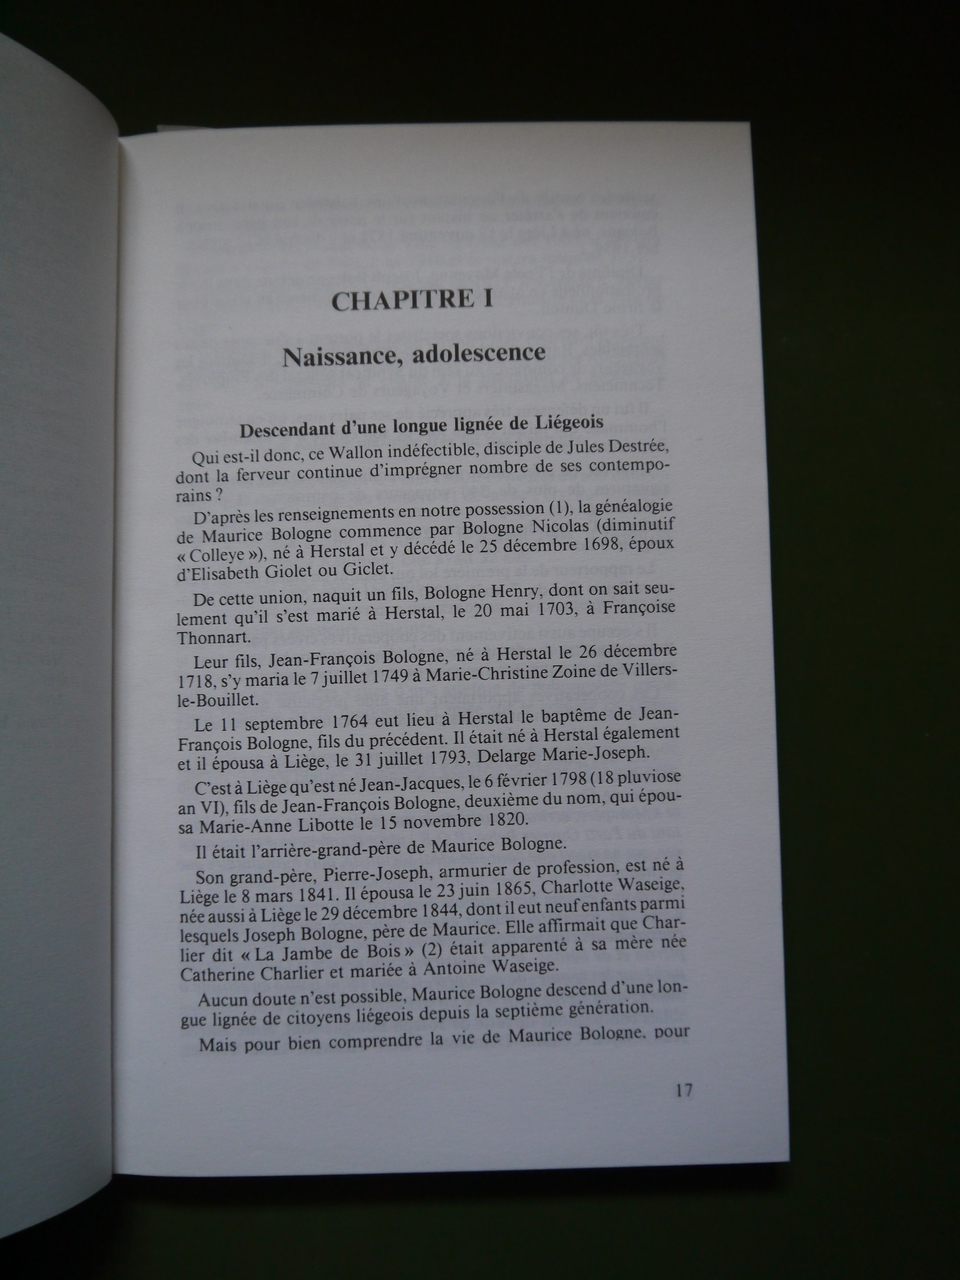 CHAPITRE I
Naissance, adolescence
Descendant d'une longue lignée de Liégeois
Qui est-il donc, ce Wallon indéfectible, disciple de Jules Destrée,
dont la ferveur continue d'imprégner nombre de ses contempo-
rains ?
D'après les renseignements en notre possession (1), la généalogie
de Maurice Bologne commence par Bologne Nicolas (diminutif
« Colleye »), né à Herstal et y décédé le 25 décembre 1698, époux
d'Elisabeth Giolet ou Giclet.
De cette union, naquit un fils, Bologne Henry, dont on sait seu-
lement qu'il s'est marié à Herstal, le 20 mai 1703, à Françoise
Thonnart.
Leur fils, Jean-François Bologne, né à Herstal le 26 décembre
1718, s'y maria le 7 juillet 1749 à Marie-Christine Zoine de Villers-
le-Bouillet.
Le 11 septembre 1764 eut lieu à Herstal le baptême de Jean-
François Bologne, fils du précédent. Il était né à Herstal également
et il épousa à Liège, le 31 juillet 1793, Delarge Marie-Joseph.
C'est à Liège qu'est né Jean-Jacques, le 6 février 1798 (18 pluviose
an VI), fils de Jean-François Bologne, deuxième du nom, qui épou-
sa Marie-Anne Libotte le 15 novembre 1820.
Il était l'arrière-grand-père de Maurice Bologne.
Son grand-père, Pierre-Joseph, armurier de profession, est né à
Liège le 8 mars 1841. Il épousa le 23 juin 1865, Charlotte Waseige,
née aussi à Liège le 29 décembre 1844, dont il eut neuf enfants parmi
lesquels Joseph Bologne, père de Maurice. Elle affirmait que Char-
lier dit « La Jambe de Bois » (2) était apparenté à sa mère née
Catherine Charlier et mariée à Antoine Waseige.
Aucun doute n'est possible, Maurice Bologne descend d'une lon-
gue lignée de citoyens liégeois depuis la septième génération.
Mais pour bien comprendre la vie de Maurice Bologne, pour
17